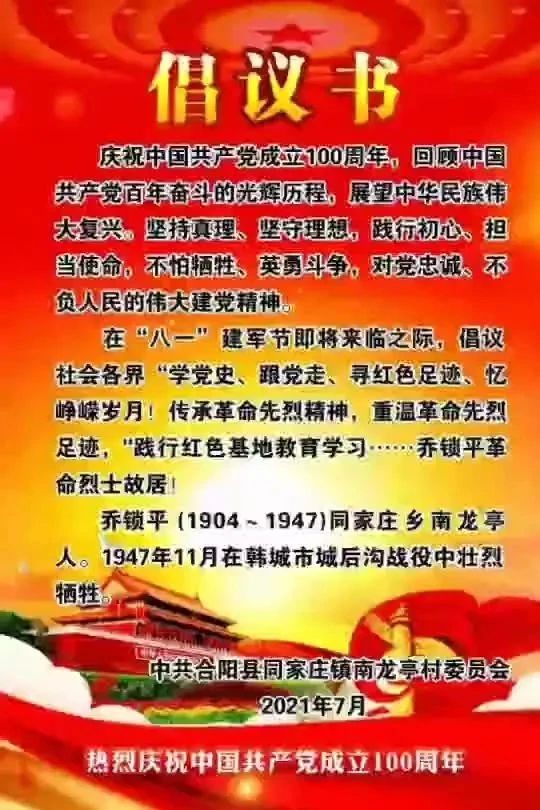 倡议书
庆祝中国共产党成立100周年，回顾中国
共产党百年奋斗的光辉历程，展望中华民族伟
大复兴。坚持真理、坚守理想，践行初心、担
当使命，不怕牺牲、英勇斗争，对党忠诚、不
负人民的伟大建党精神。
在“八一”建军节即将来临之际，倡议
社会各界“学党史、跟党走、寻红色足迹、忆
峥嵘岁月！传承革命先烈精神，重温革命先烈
足迹，"践行红色基地教育学习……乔锁平革
命烈士故居！
乔锁平 (1904～1947)同家庄乡南龙亭
人。1947年11月在韩城市城后沟战役中壮烈
牺牲。
中共合阳县同家庄镇南龙亭村委员会
2021年7月
热烈庆祝中国共产党成立100周年